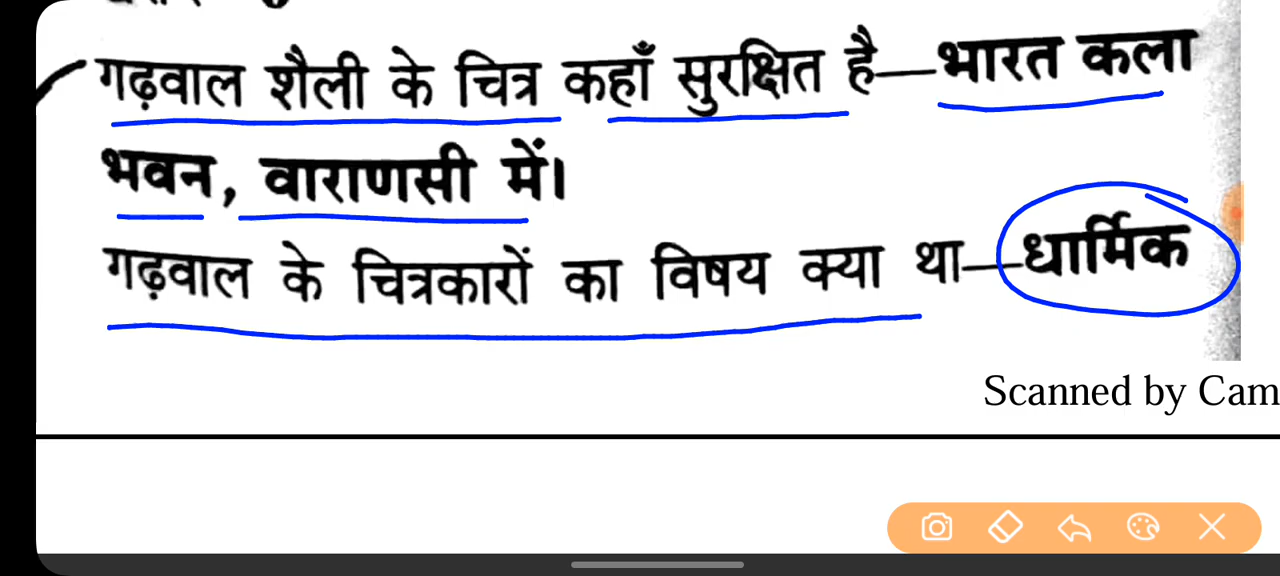 गढ़वाल शैली के चित्र कहाँ सुरक्षित है—भारत कला
भवन, वाराणसी में।
गढ़वाल के चित्रकारों का विषय क्या था—धार्मिक
Scanned by Cam